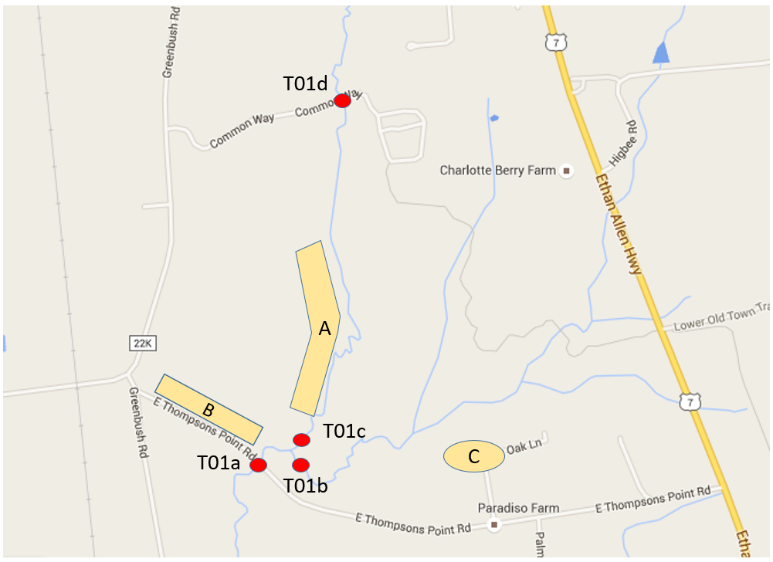 Greenbush Rd
7
T01d
Common Way
Common Way
Higbee Rd
Charlotte Berry Farm
Ethan Allen Hwy
A
Lower Old Town Tra
22K
7
Greenbush Rd
B
E Thompsons Point Rd
T01c
Oak Ln
C
T01a
T01b
Paradiso Farm
E Thompsons Point Rd
E Thompsons Point Rd
Palm
Etha